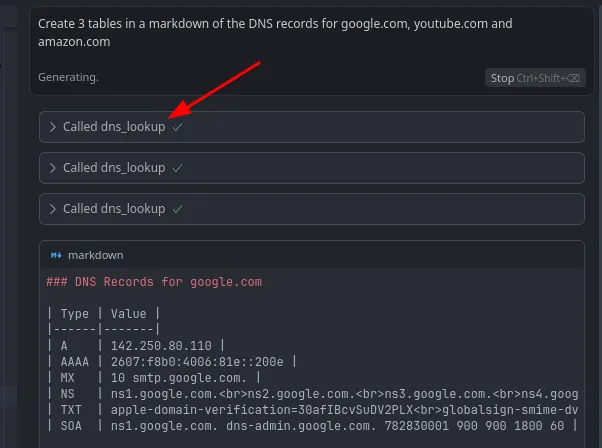 Create 3 tables in a markdown of the DNS records for google.com, youtube.com and
amazon.com
Generating.
Stop Ctrl+Shift+⌫
Called dns_lookup ✓
Called dns_lookup ✓
Called dns_lookup ✓
markdown
### DNS Records for google.com
| Type | Value |
|------|-------|
| A    | 142.250.80.110 |
| AAAA | 2607:f8b0:4006:81e::200e |
| MX   | 10 smtp.google.com. |
| NS   | ns1.google.com.<br>ns2.google.com.<br>ns3.google.com.<br>ns4.goog
| TXT  | apple-domain-verification=30afIBcvSuDV2PLX<br>globalsign-smime-dv
| SOA  | ns1.google.com. dns-admin.google.com. 782830001 900 900 1800 60 |